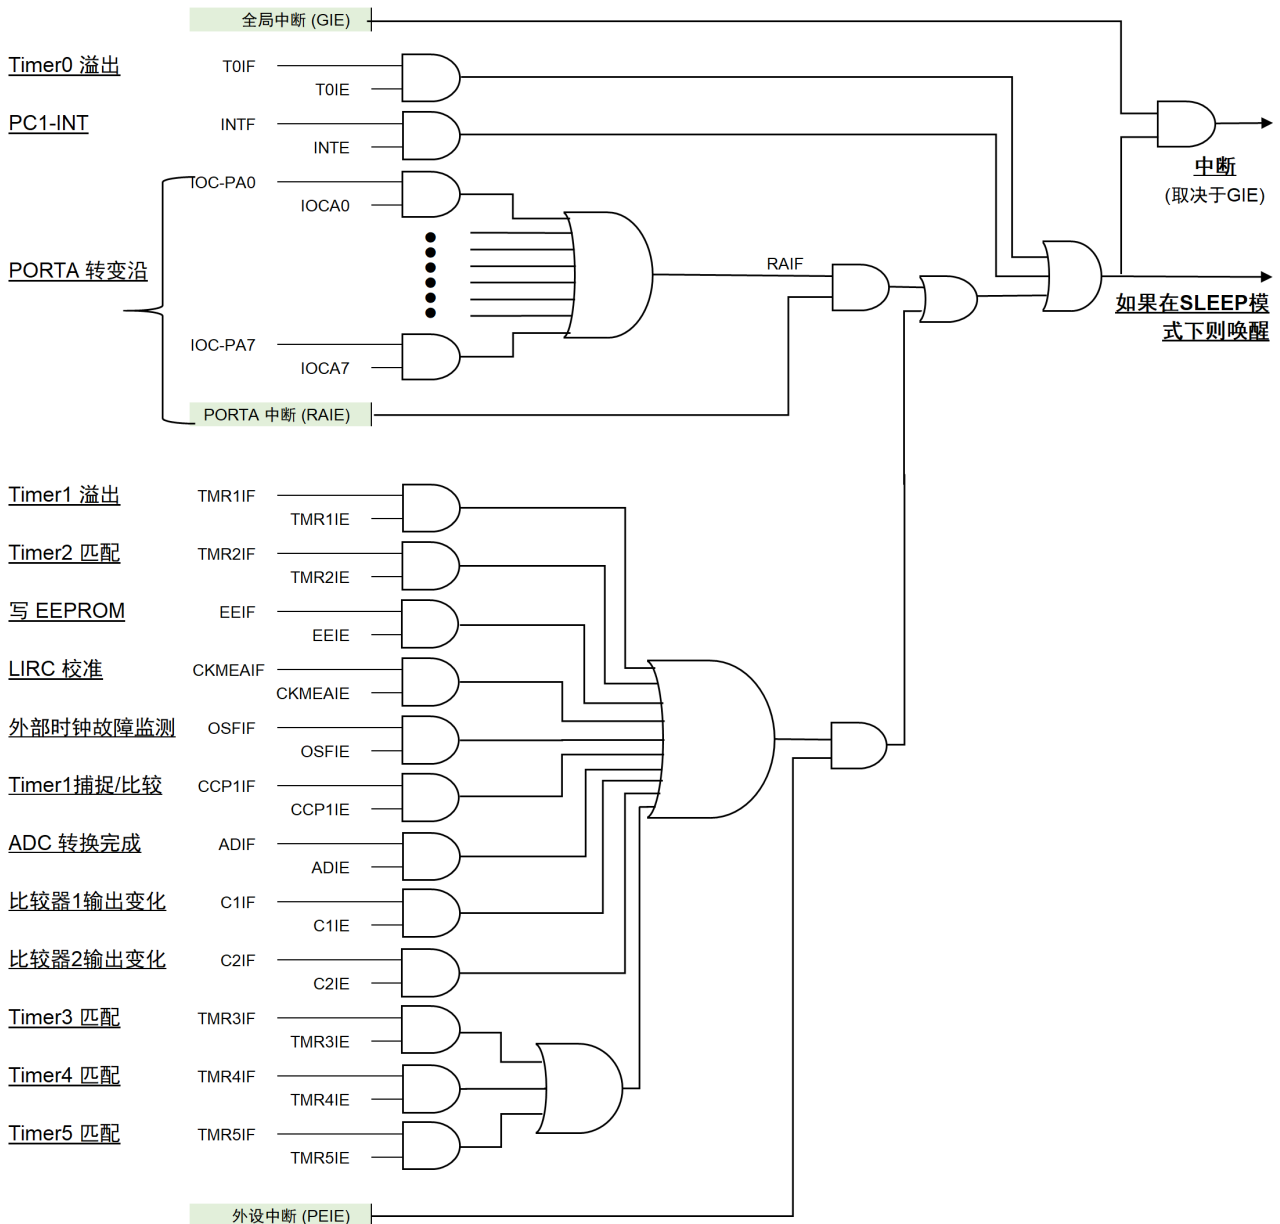 全局中断 (GIE)
Timer0 溢出
T0IF
T0IE
PC1-INT
INTF
INTE
中断
(取决于GIE)
IOC-PA0
IOCA0
PORTA 转变沿
RAIF
如果在SLEEP模
式下则唤醒
IOC-PA7
IOCA7
PORTA 中断 (RAIE)
Timer1 溢出
TMR1IF
TMR1IE
Timer2 匹配
TMR2IF
TMR2IE
写 EEPROM
EEIF
EEIE
LIRC 校准
CKMEAIF
CKMEAIE
外部时钟故障监测
OSFIF
OSFIE
Timer1捕捉/比较
CCP1IF
CCP1IE
ADC 转换完成
ADIF
ADIE
比较器1输出变化
C1IF
C1IE
比较器2输出变化
C2IF
C2IE
Timer3 匹配
TMR3IF
TMR3IE
Timer4 匹配
TMR4IF
TMR4IE
Timer5 匹配
TMR5IF
TMR5IE
外设中断 (PEIE)